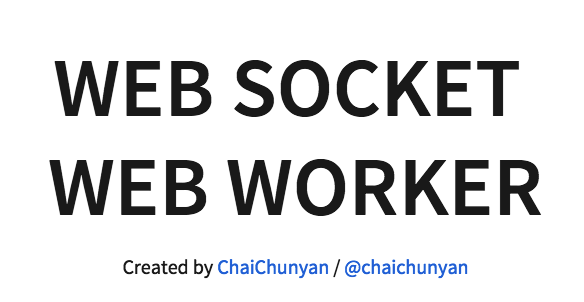 WEB SOCKET
WEB WORKER
Created by ChaiChunyan / @chaichunyan